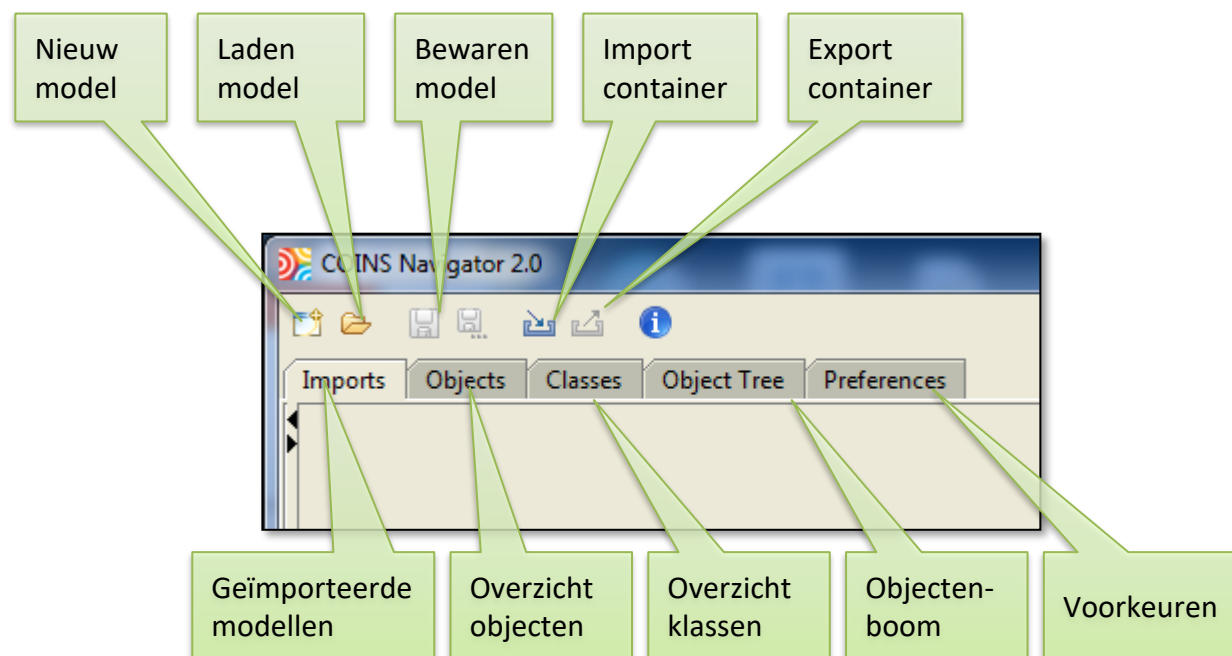 Nieuw
model
Laden
model
Bewaren
model
Import
container
Export
container
COINS Navigator 2.0
Imports Objects Classes Object Tree Preferences
Geïmporteerde
modellen
Overzicht
objecten
Overzicht
klassen
Objecten-
boom
Voorkeuren